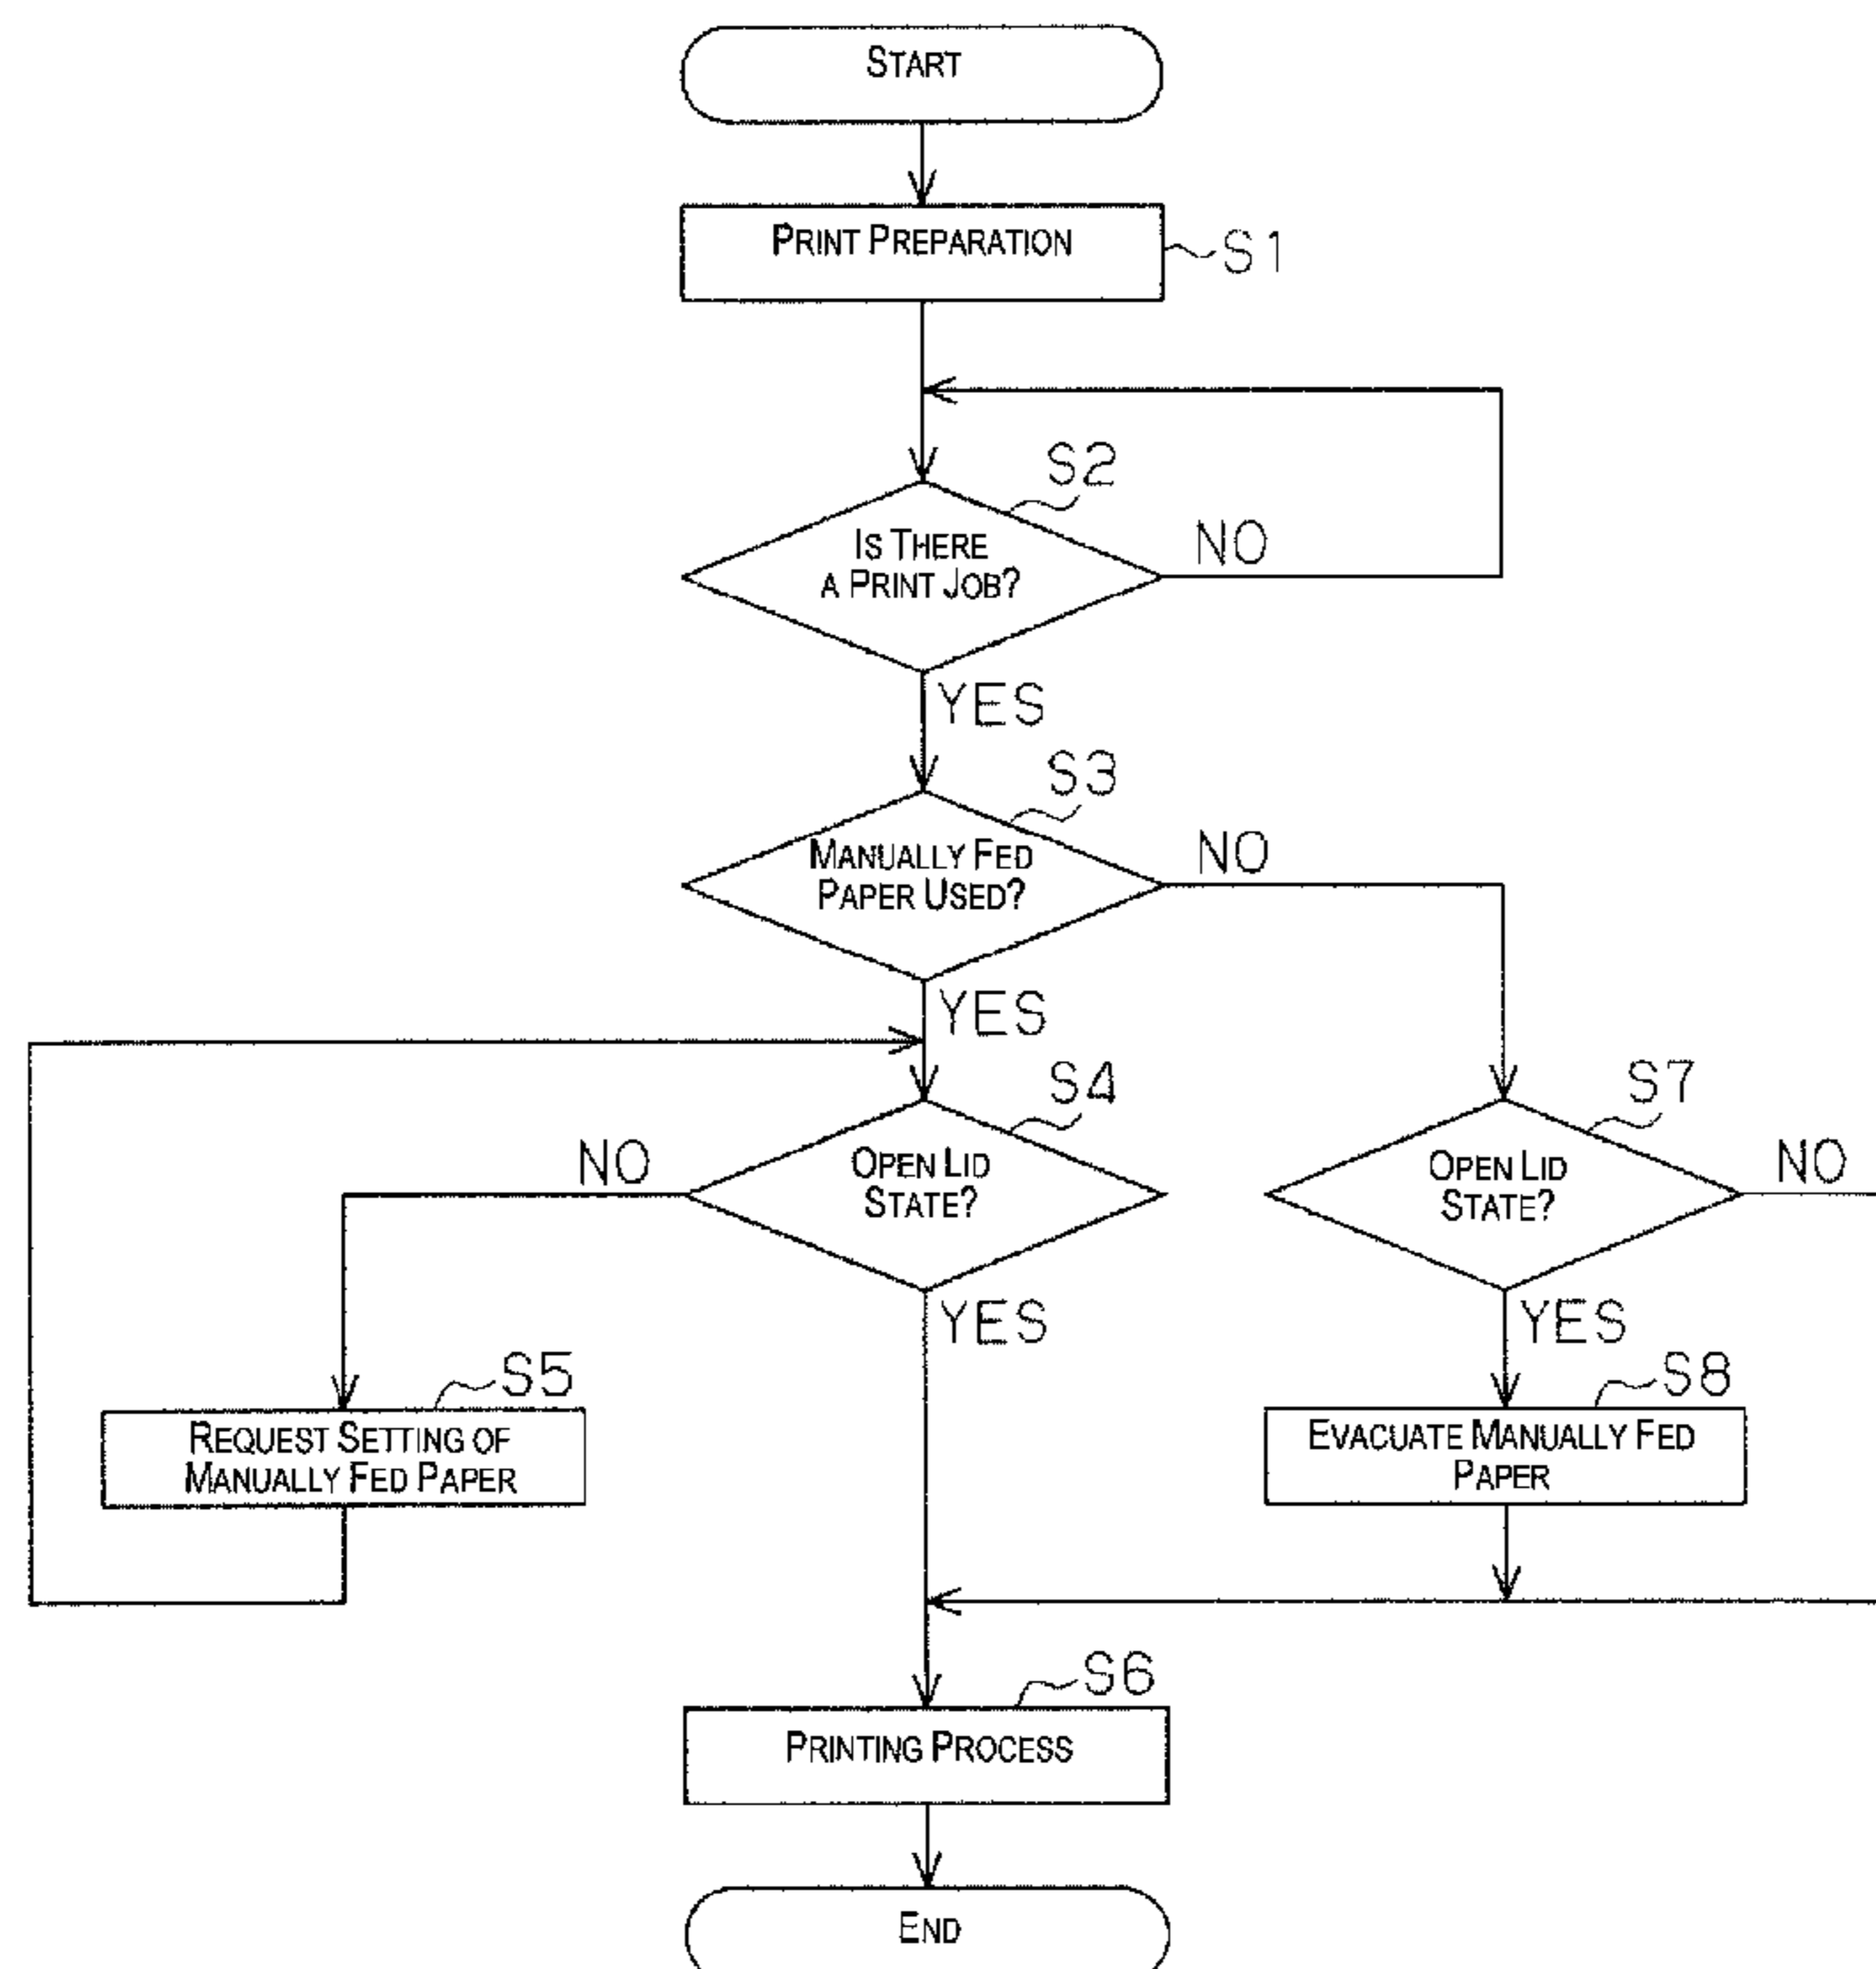 START
PRINT PREPARATION
S1
S2
IS THERE
A PRINT JOB?
NO
YES
S3
MANUALLY FED
PAPER USED?
NO
YES
S4
OPEN LID
STATE?
NO
YES
S7
OPEN LID
STATE?
NO
YES
S5
REQUEST SETTING OF
MANUALLY FED PAPER
S8
EVACUATE MANUALLY FED
PAPER
S6
PRINTING PROCESS
END